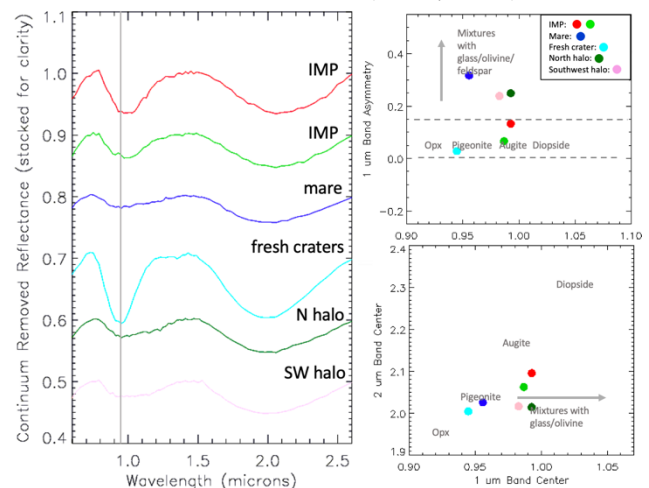 Continuum Removed Reflectance (stacked for clarity)
1.1
1.0
0.9
0.8
0.7
0.6
0.5
0.4
IMP
IMP
mare
fresh craters
N halo
SW halo
1.0
1.5
2.0
2.5
Wavelength (microns)
1 um Band Asymmetry
0.4
0.2
0.0
−0.2
Mixtures
with
glass/olivine/
feldspar
IMP:
Mare:
Fresh crater:
North halo:
Southwest halo:
Opx Pigeonite Augite Diopside
0.90
0.95
1.00
1.05
1.10
2 um Band Center
2.4
2.3
2.2
2.1
2.0
1.9
Diopside
Augite
Pigeonite
Mixtures with
glass/olivine
Opx
0.90
0.95
1.00
1.05
1 um Band Center